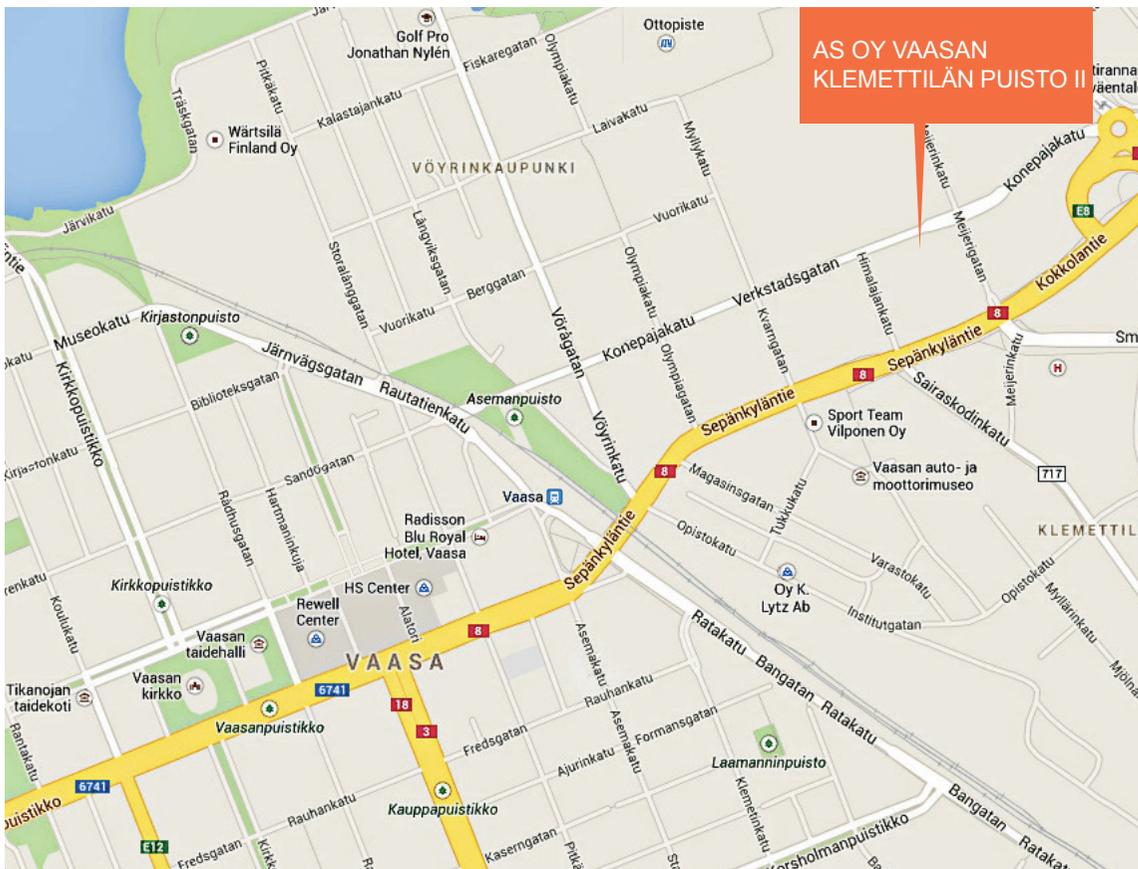 AS OY VAASAN
KLEMETTILÄN PUISTO II
Golf Pro
Jonathan Nylén
Ottopiste
Fiskaregatan
Olympiakatu
Pitkäkatu
Kalastajankatu
Träskgatan
Laivakatu
Myllykatu
Wärtsilä
Finland Oy
VÖYRINKAUPUNKI
Konepajakatu
Järvikatu
Långviksgatan
Vuorikatu
Meijerigatan
E8
Storalånggatan
Berggatan
Olympiakatu
Himalajankatu
Kokkolantie
Verkstadsgatan
Museokatu
Kirjastonpuisto
Vuorikatu
Vörågatan
Kvarngatan
8
Konepajakatu
Järnvägsgatan
Olympiagatan
Sepänkyläntie
Kirkkopuistikko
Biblioteksgatan
Rautatienkatu
Asemanpuisto
Sepänkyläntie
8
Sairaskodinkatu
Meijerinkatu
H
Vöyrinkatu
Sport Team
Vilponen Oy
Sandögatan
8
Magasinsgatan
Vaasan auto- ja
moottorimuseo
717
Rådhusgatan
Hartmaninkuja
Vaasa
Tukkukatu
Radisson
Blu Royal
Hotel, Vaasa
Sepänkyläntie
Opistokatu
Varastokatu
Opistokatu
Kirkkopuistikko
HS Center
Oy K.
Lytz Ab
Koulukatu
Rewell
Center
Alatori
Institutgatan
Myllärinkatu
Vaasan
taidehalli
8
Asemakatu
Ratakatu
Bangatan
Ratakatu
VAASA
Tikanojan
taidekoti
Vaasan
kirkko
6741
18
Rauhankatu
Vaasanpuistikko
3
Fredsgatan
Asemakatu
Formansgatan
Rantakatu
Ajurinkatu
Laamanninpuisto
6741
Kauppapuistikko
Klemetinkatu
Bangatan
Rauhankatu
E12
Fredsgatan
Kaserngatan